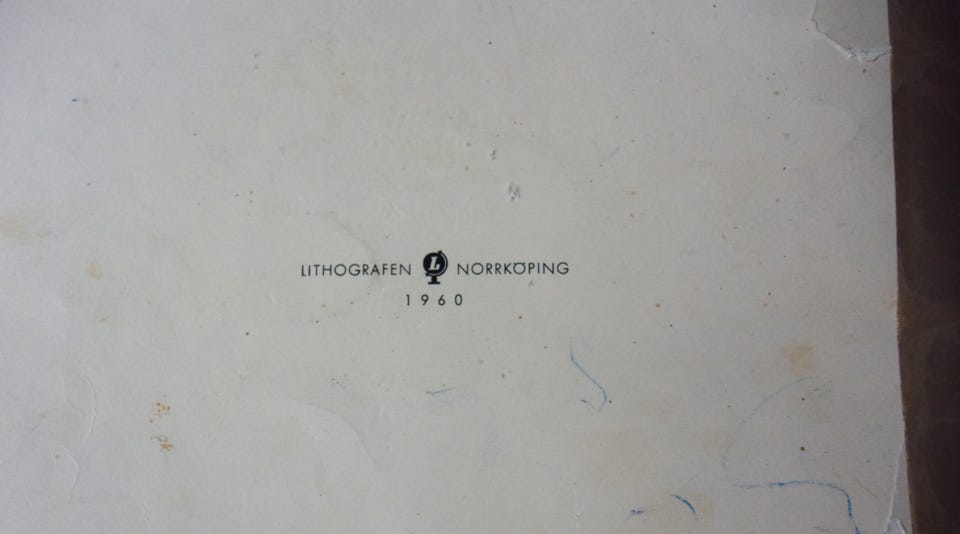 LITHOGRAFEN L NORRKÖPING
1960